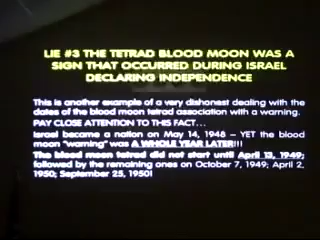 LIE #3 THE TETRAD BLOOD MOON WAS A
SIGN THAT OCCURRED DURING ISRAEL
DECLARING INDEPENDENCE
This is another example of a very dishonest dealing with the
dates of the blood moon tetrad association with a warning.
PAY CLOSE ATTENTION TO THIS FACT...
Israel became a nation on May 14, 1948 – YET the blood
moon "warning" was A WHOLE YEAR LATER!!!
The blood moon tetrad did not start until April 13, 1949;
followed by the remaining ones on October 7, 1949; April 2,
1950; September 25, 1950!